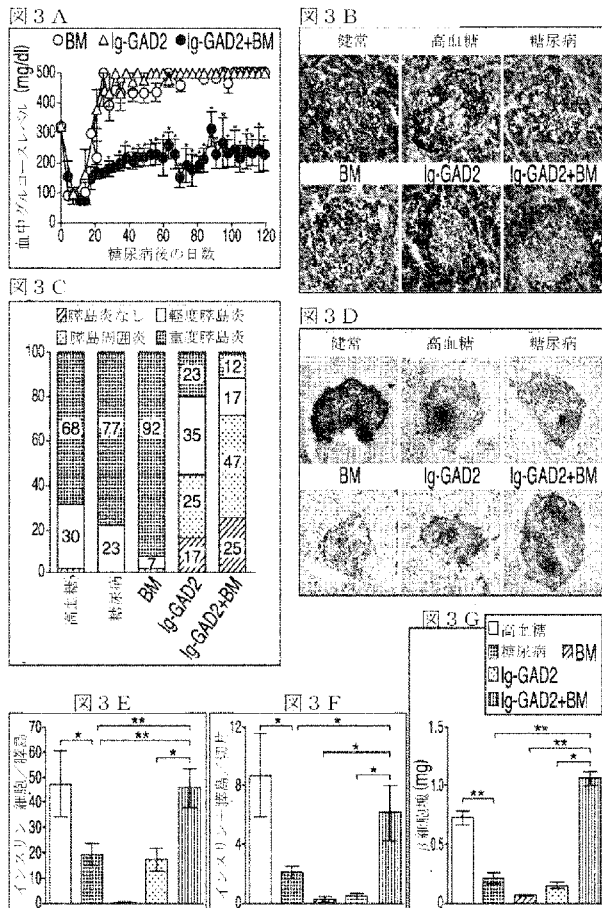 図3A
BM Ig-GAD2 Ig-GAD2+BM
血中グルコースレベル (mg/dl)
500
400
300
200
100
0
0 20 40 60 80 100 120
糖尿病後の日数
図3B
健常 高血糖 糖尿病
BM Ig-GAD2 Ig-GAD2+BM
図3C
膵島炎なし 軽度膵島炎
膵島周囲炎 重度膵島炎
100
80
60
40
20
0
68 77 92 23 12
35 17
25 47
30 23 7 17 25
高血糖 糖尿病 BM Ig-GAD2 Ig-GAD2+BM
図3D
健常 高血糖 糖尿病
BM Ig-GAD2 Ig-GAD2+BM
図3E
インスリン 細胞/膵島
70
60
50
40
30
20
10
0
* ** ** *
図3F
インスリン+膵島/切片
12
8
4
0
* * * *
図3G
高血糖
糖尿病 BM
Ig-GAD2
Ig-GAD2+BM
β細胞塊 (mg)
1.5
1.0
0.5
0
** ** ** *